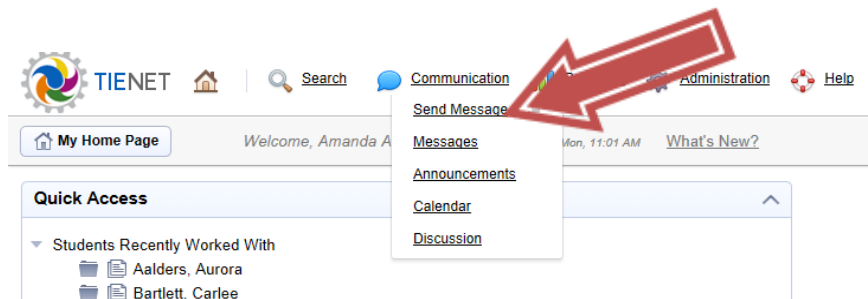 TIENET Search Communication Administration Help
Send Message
My Home Page Welcome, Amanda A Mon, 11:01 AM What's New?
Messages
Announcements
Quick Access
Calendar
Students Recently Worked With
Discussion
Aalders, Aurora
Bartlett, Carlee